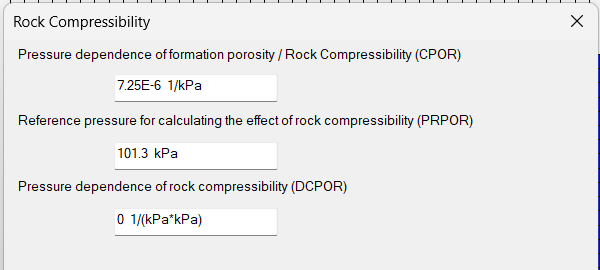 Rock Compressibility
Pressure dependence of formation porosity / Rock Compressibility (CPOR)
7.25E-6 1/kPa
Reference pressure for calculating the effect of rock compressibility (PRPOR)
101.3 kPa
Pressure dependence of rock compressibility (DCPOR)
0 1/(kPa*kPa)